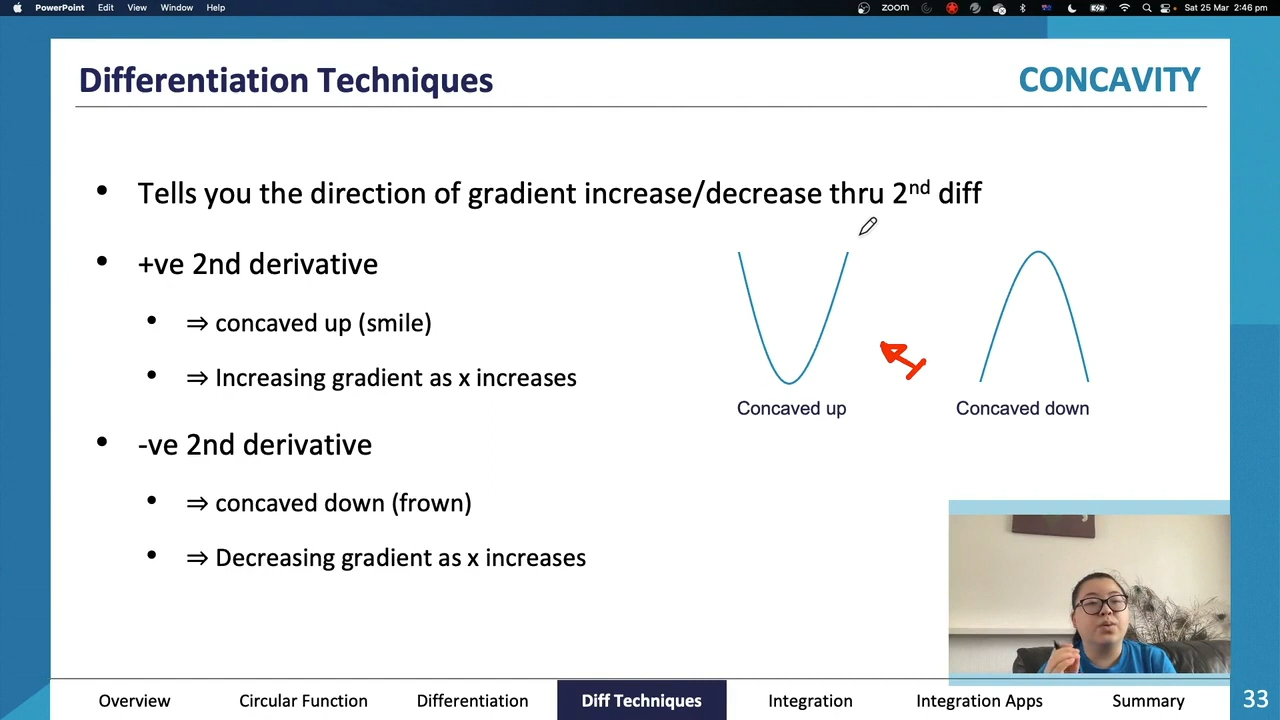 PowerPoint Edit View Window Help zoom Sat 25 Mar 2:46 pm
Differentiation Techniques
CONCAVITY
• Tells you the direction of gradient increase/decrease thru 2nd diff
• +ve 2nd derivative
• ⇒ concaved up (smile)
• ⇒ Increasing gradient as x increases
Concaved up
Concaved down
• -ve 2nd derivative
• ⇒ concaved down (frown)
• ⇒ Decreasing gradient as x increases
Overview Circular Function Differentiation Diff Techniques Integration Integration Apps Summary 33